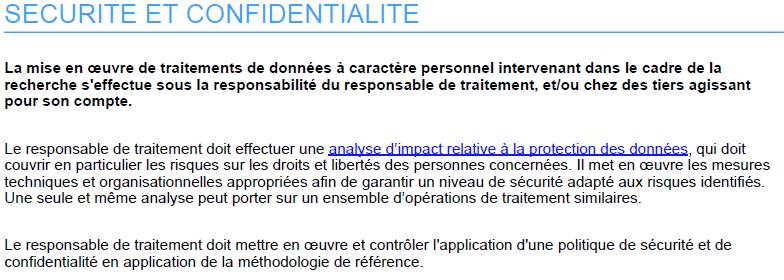 SECURITE ET CONFIDENTIALITE
La mise en œuvre de traitements de données à caractère personnel intervenant dans le cadre de la
recherche s'effectue sous la responsabilité du responsable de traitement, et/ou chez des tiers agissant
pour son compte.
Le responsable de traitement doit effectuer une analyse d’impact relative à la protection des données, qui doit
couvrir en particulier les risques sur les droits et libertés des personnes concernées. Il met en œuvre les mesures
techniques et organisationnelles appropriées afin de garantir un niveau de sécurité adapté aux risques identifiés.
Une seule et même analyse peut porter sur un ensemble d’opérations de traitement similaires.
Le responsable de traitement doit mettre en œuvre et contrôler l'application d'une politique de sécurité et de
confidentialité en application de la méthodologie de référence.